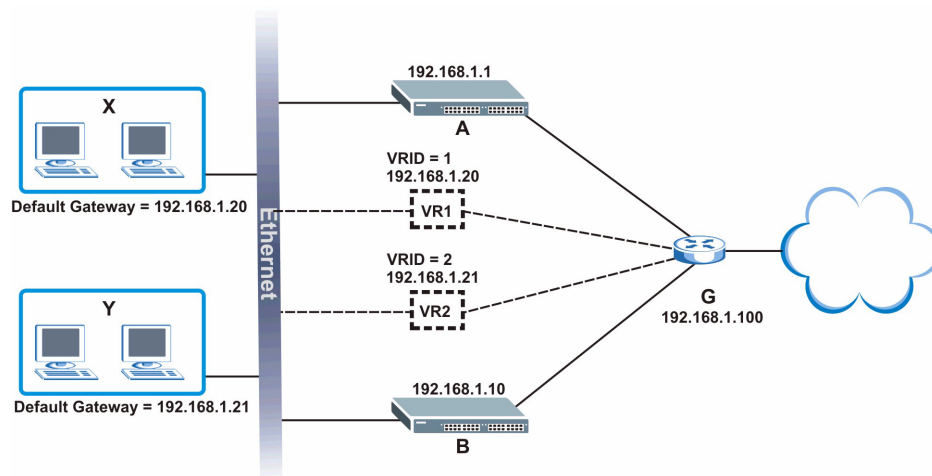 X
Default Gateway = 192.168.1.20
Y
Default Gateway = 192.168.1.21
Ethernet
192.168.1.1
A
VRID = 1
192.168.1.20
VR1
VRID = 2
192.168.1.21
VR2
192.168.1.10
B
G
192.168.1.100